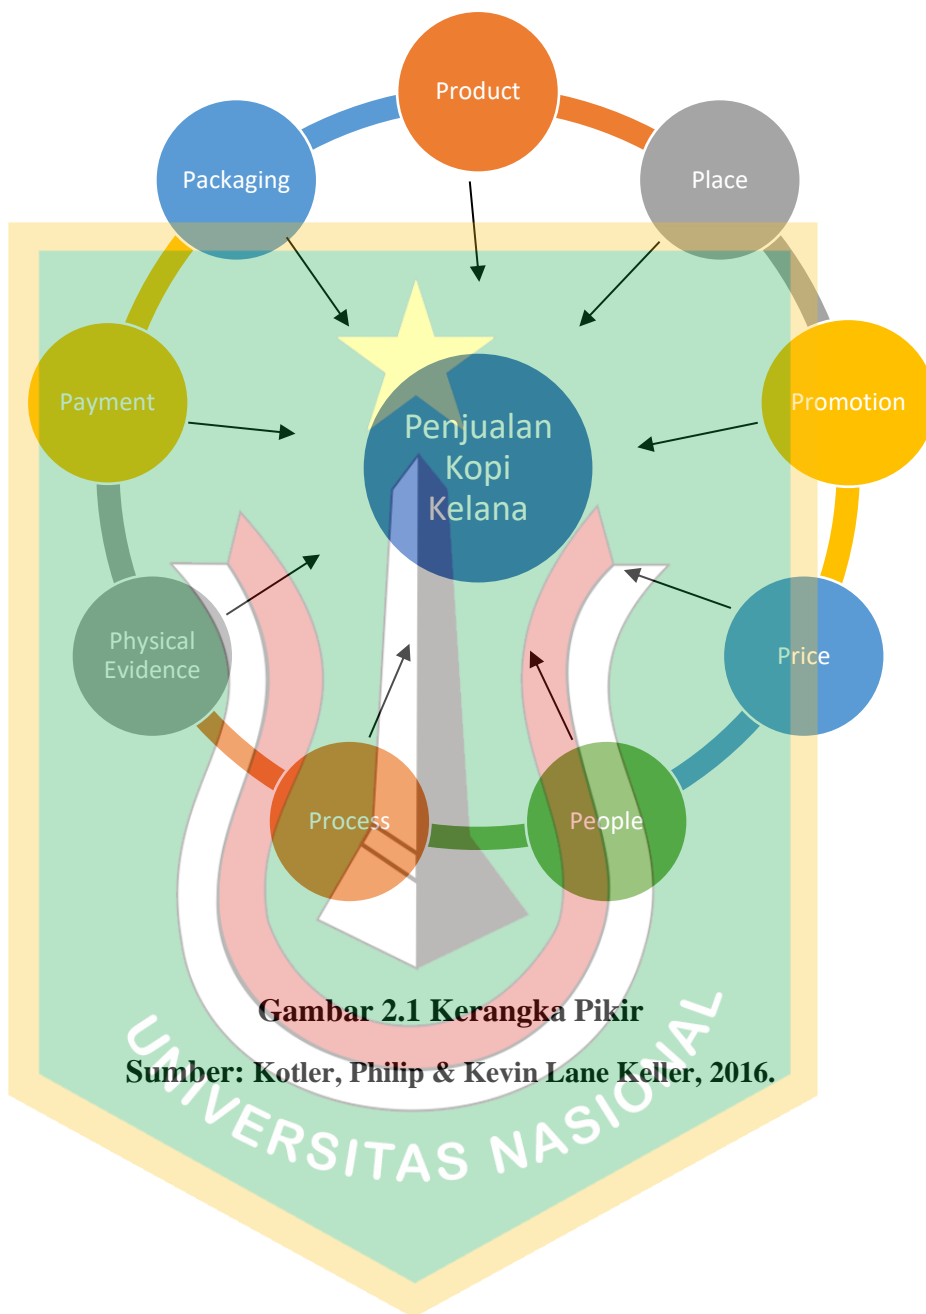 Product
Packaging
Place
Payment
Promotion
Penjualan
Kopi
Kelana
Physical
Evidence
Price
Process
People
Gambar 2.1 Kerangka Pikir
Sumber: Kotler, Philip & Kevin Lane Keller, 2016.
UNIVERSITAS NASIONAL